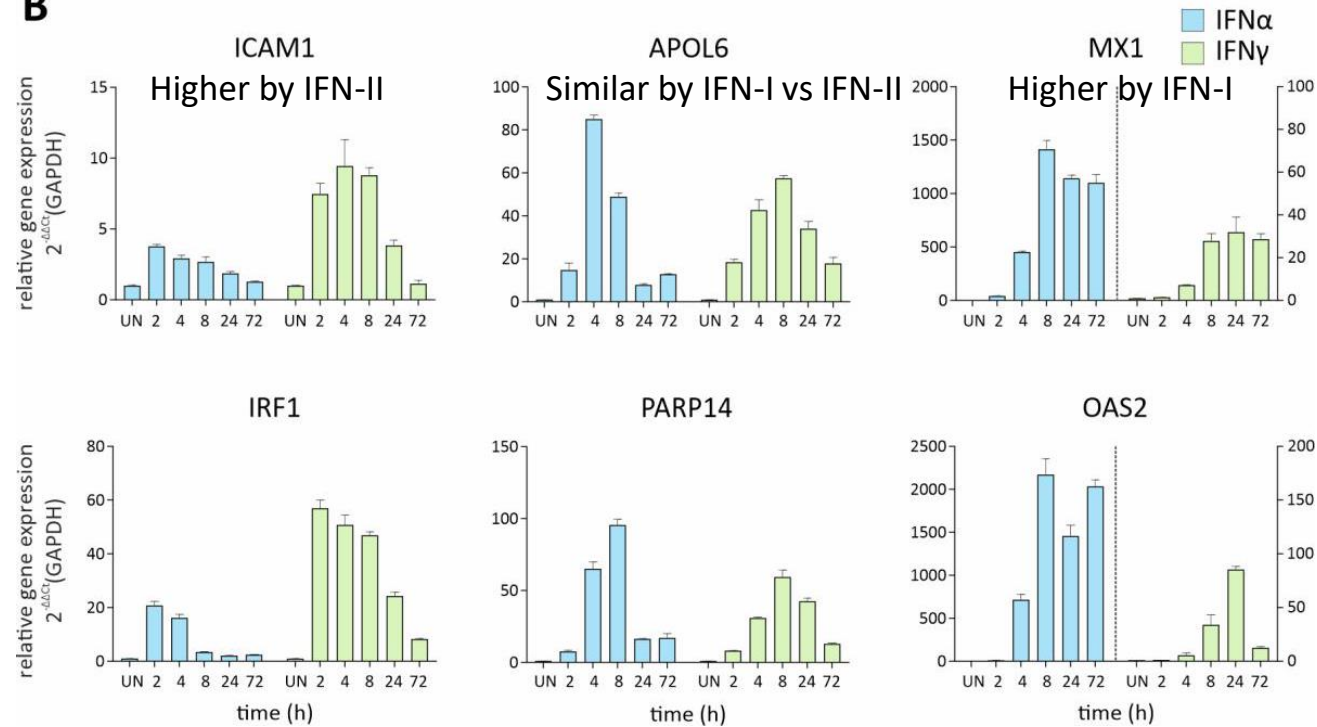 B
IFNα
IFNγ
ICAM1
Higher by IFN-II
relative gene expression
2^-ΔΔCt(GAPDH)
15
10
5
0
UN 2 4 8 24 72 UN 2 4 8 24 72
APOL6
Similar by IFN-I vs IFN-II
100
80
60
40
20
0
UN 2 4 8 24 72 UN 2 4 8 24 72
MX1
Higher by IFN-I
2000
1500
1000
500
0
100
80
60
40
20
0
UN 2 4 8 24 72 UN 2 4 8 24 72
IRF1
relative gene expression
2^-ΔΔCt(GAPDH)
80
60
40
20
0
UN 2 4 8 24 72 UN 2 4 8 24 72
time (h)
PARP14
150
100
50
0
UN 2 4 8 24 72 UN 2 4 8 24 72
time (h)
OAS2
2500
2000
1500
1000
500
0
200
150
100
50
0
UN 2 4 8 24 72 UN 2 4 8 24 72
time (h)